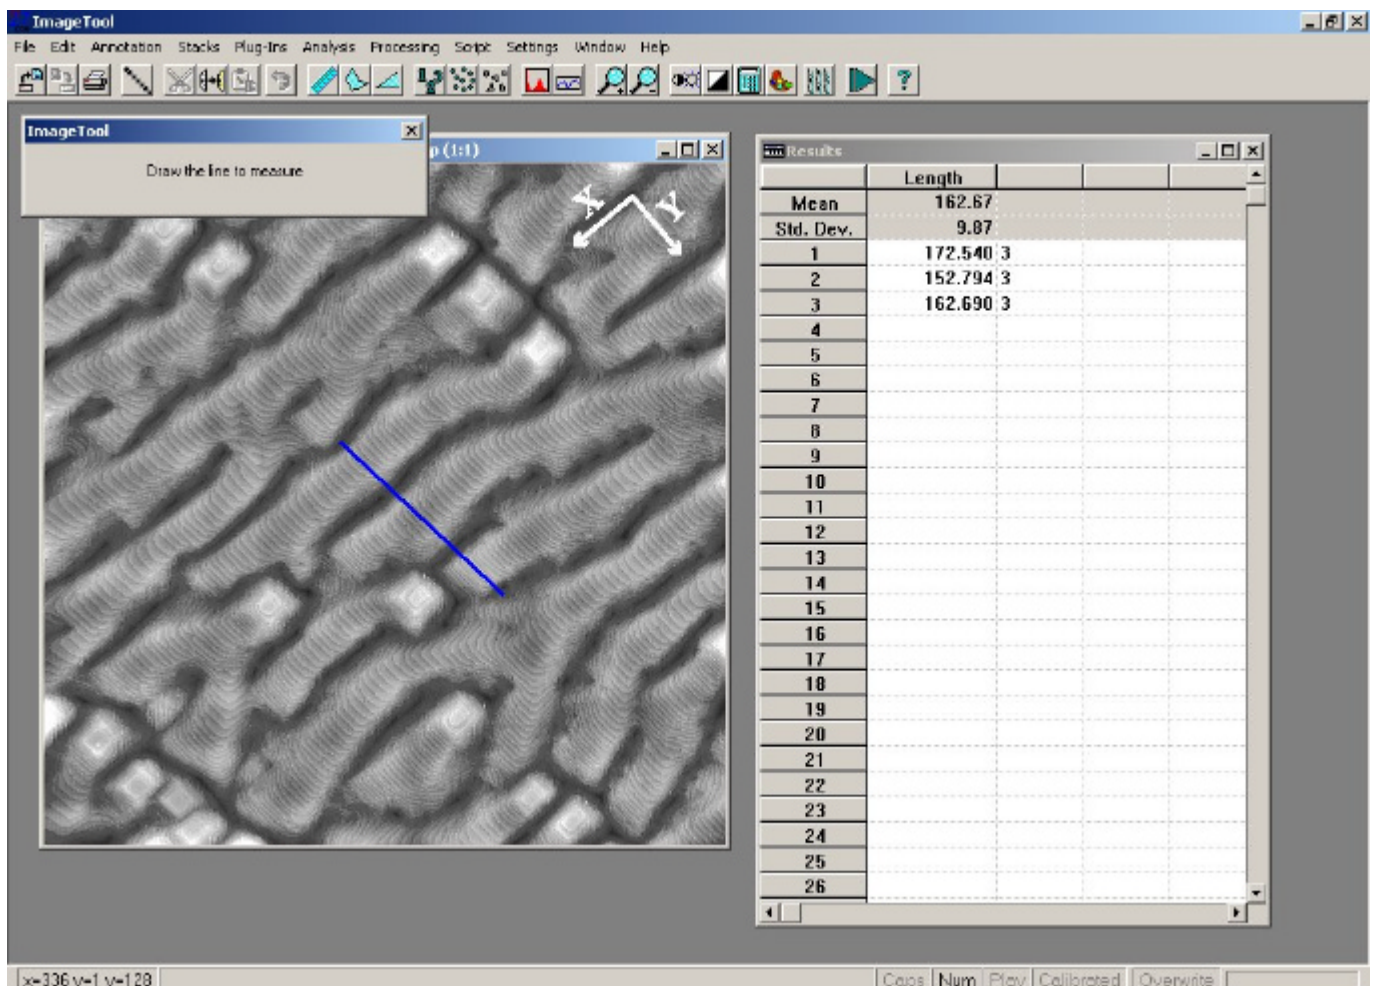 ImageTool
File Edit Annotation Stacks Plug-Ins Analysis Processing Script Settings Window Help
ImageTool
Draw the line to measure
p (1:1)
X Y
Results
Length
Mean 162.67
Std. Dev. 9.87
1 172.540 3
2 152.794 3
3 162.690 3
4
5
6
7
8
9
10
11
12
13
14
15
16
17
18
19
20
21
22
23
24
25
26
x=336 y=1 v=128 Caps Num Play Calibrated Overwrite